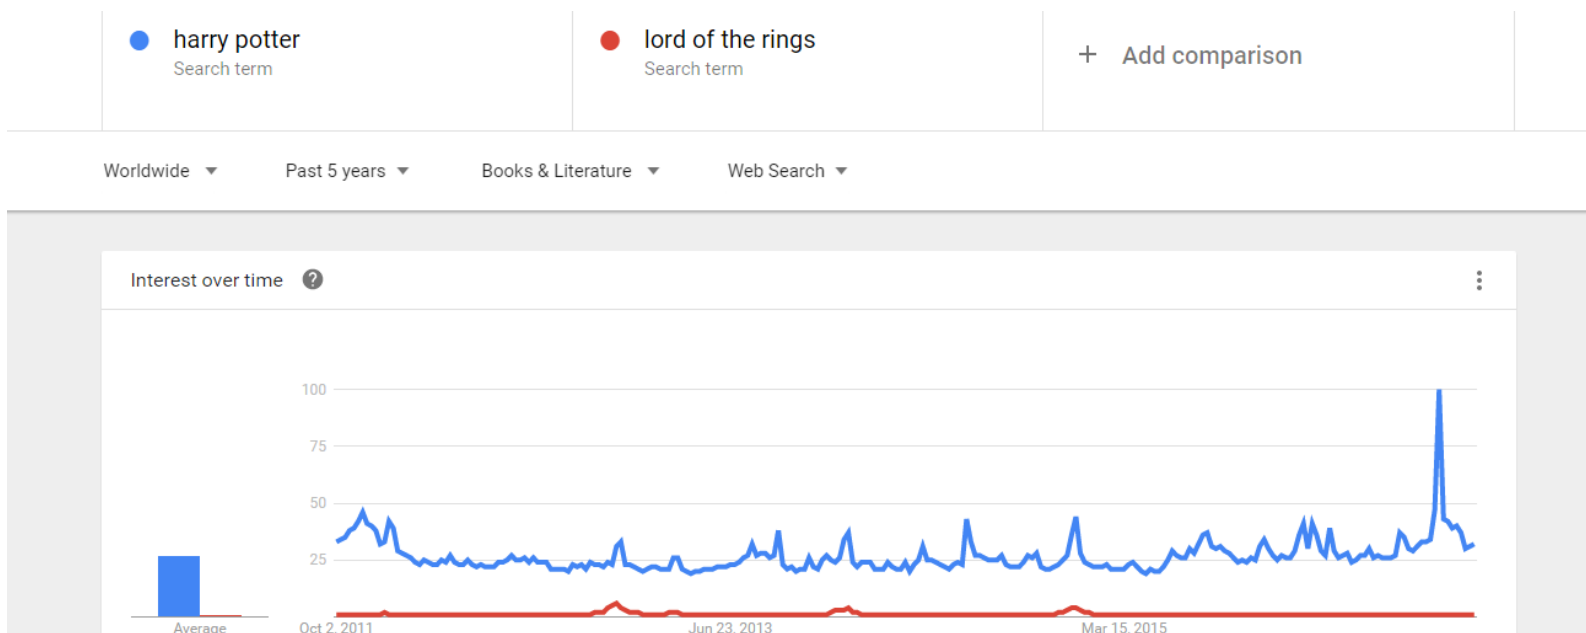 harry potter
Search term
lord of the rings
Search term
+ Add comparison
Worldwide
Past 5 years
Books & Literature
Web Search
Interest over time ?
100
75
50
25
Average
Oct 2, 2011
Jun 23, 2013
Mar 15, 2015